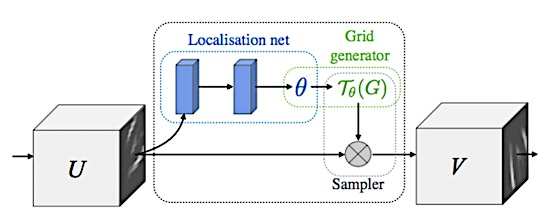 Localisation net
Grid
generator
θ
𝒯θ(G)
U
V
Sampler